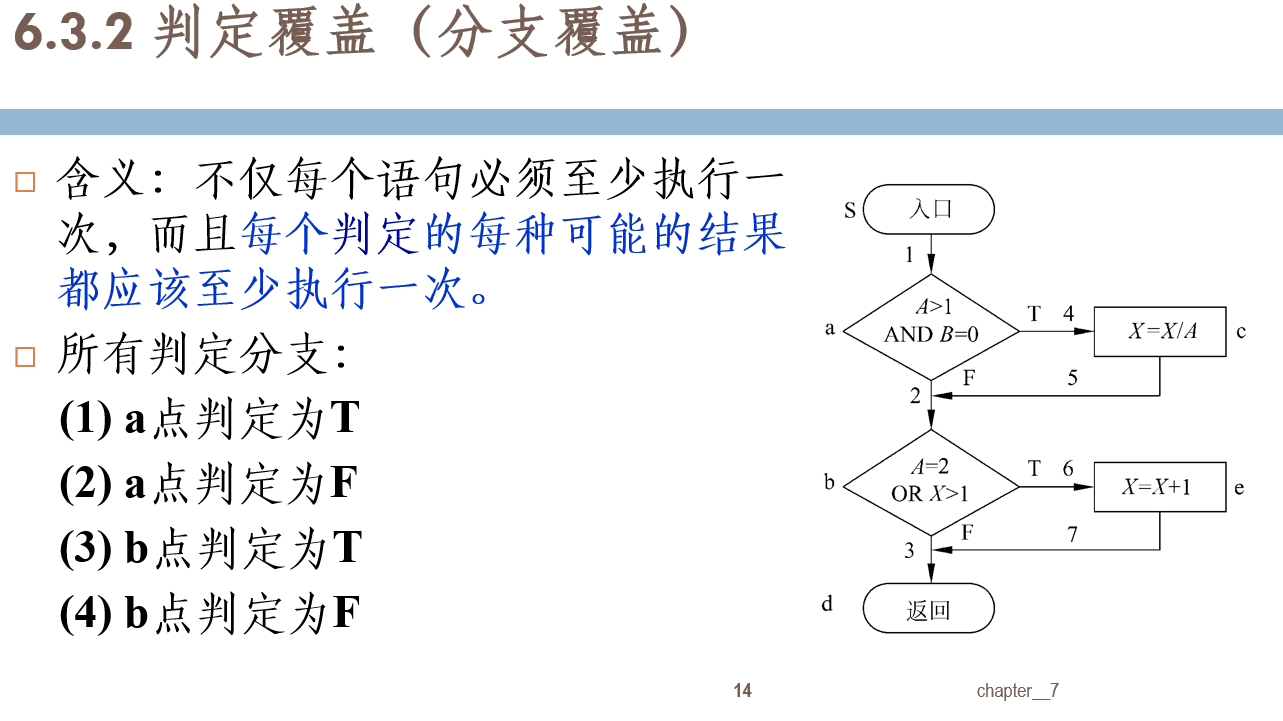 6.3.2 判定覆盖（分支覆盖）
含义：不仅每个语句必须至少执行一
次，而且每个判定的每种可能的结果
都应该至少执行一次。
所有判定分支：
(1) a点判定为T
(2) a点判定为F
(3) b点判定为T
(4) b点判定为F
S
入口
1
a
A>1
AND B=0
T 4
X=X/A
c
F
5
2
b
A=2
OR X>1
T 6
X=X+1
e
F
7
3
d
返回
14
chapter__7